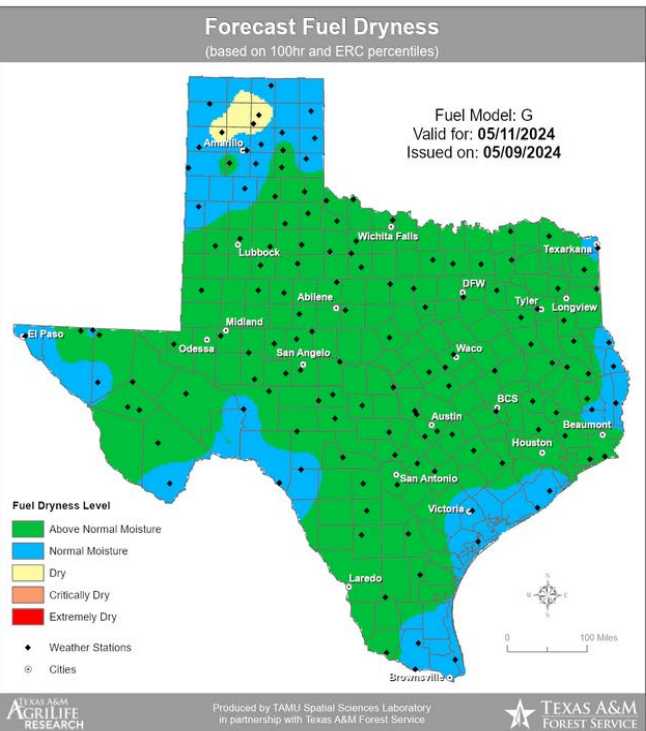 Forecast Fuel Dryness
(based on 100hr and ERC percentiles)
Fuel Model: G
Valid for: 05/11/2024
Issued on: 05/09/2024
Amarillo
Wichita Falls
Texarkana
Lubbock
DFW
Abilene
Tyler
Longview
El Paso
Midland
Odessa
San Angelo
Waco
BCS
Austin
Beaumont
Houston
San Antonio
Victoria
Laredo
Brownsville
Fuel Dryness Level
Above Normal Moisture
Normal Moisture
Dry
Critically Dry
Extremely Dry
Weather Stations
Cities
N
W
E
S
0 100 Miles
TEXAS A&M
AGRILIFE
RESEARCH
Produced by TAMU Spatial Sciences Laboratory
in partnership with Texas A&M Forest Service
TEXAS A&M
FOREST SERVICE